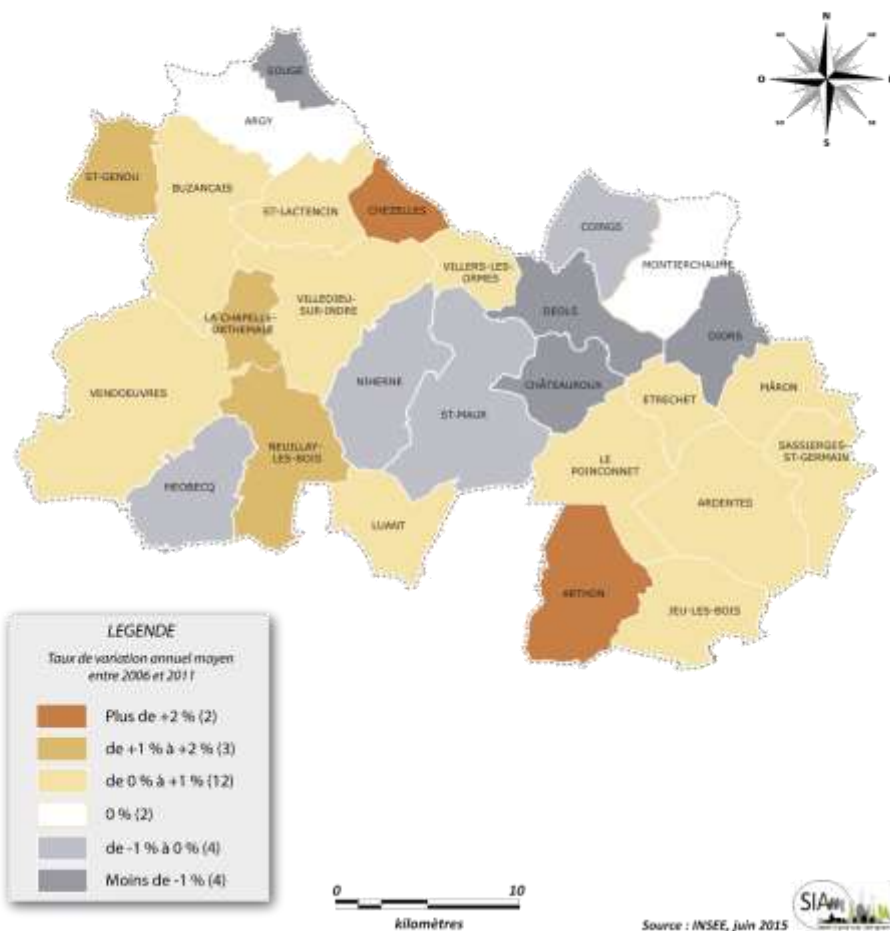 N
O
S
SOUGE
ARGY
ST-GENOU
BUZANCAIS
ST-LACTENCIN
CHEZELLES
COINGS
MONTIERCHAUME
VILLERS-LES-
ORMES
VILLEDIEU-
SUR-INDRE
DEOLS
DIORS
LA CHAPELLE-
ORTHEMALE
NIHERNE
CHÂTEAUROUX
ETRECHET
MÂRON
VENDOEUVRES
ST-MAUR
SASSIERGES-
ST-GERMAIN
NEUILLAY-
LES-BOIS
LE
POINCONNET
MEOBECQ
ARDENTES
LUANT
ARTHON
JEU-LES-BOIS
LEGENDE
Taux de variation annuel moyen
entre 2006 et 2011
Plus de +2 % (2)
de +1 % à +2 % (3)
de 0 % à +1 % (12)
0 % (2)
de -1 % à 0 % (4)
Moins de -1 % (4)
0 10
kilomètres
Source : INSEE, juin 2015